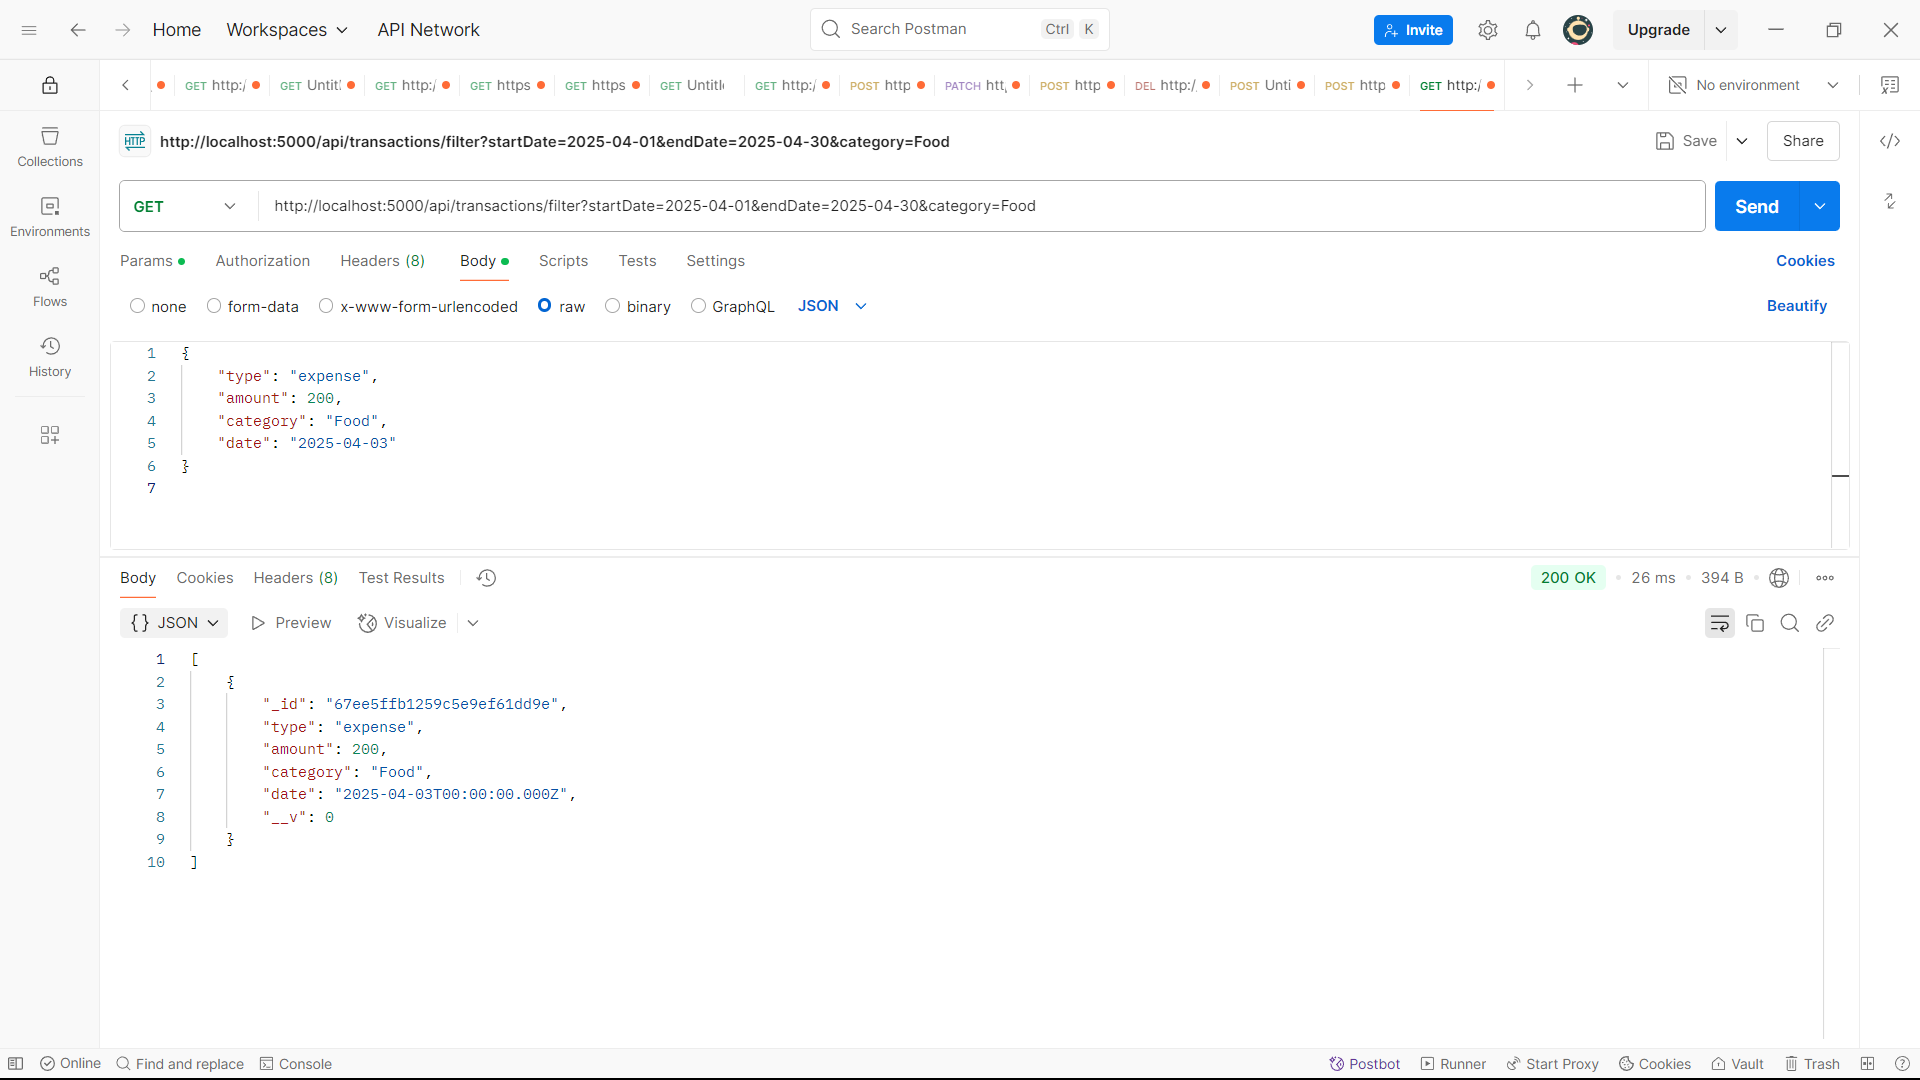 Home Workspaces API Network Search Postman Ctrl K Invite Upgrade
GET http:/ GET Untitl GET http:/ GET https GET https GET Untitle GET http:/ POST http PATCH htt DEL http:/ POST Unti POST http GET http:/ No environment
HTTP http://localhost:5000/api/transactions/filter?startDate=2025-04-01&endDate=2025-04-30&category=Food Save Share
Collections
Environments
Flows
History
GET http://localhost:5000/api/transactions/filter?startDate=2025-04-01&endDate=2025-04-30&category=Food Send
Params Authorization Headers (8) Body Scripts Tests Settings Cookies
none form-data x-www-form-urlencoded raw binary GraphQL JSON Beautify
1 {
2 "type": "expense",
3 "amount": 200,
4 "category": "Food",
5 "date": "2025-04-03"
6 }
7
Body Cookies Headers (8) Test Results 200 OK • 26 ms • 394 B •
{} JSON Preview Visualize
1 [
2 {
3 "_id": "67ee5ffb1259c5e9ef61dd9e",
4 "type": "expense",
5 "amount": 200,
6 "category": "Food",
7 "date": "2025-04-03T00:00:00.000Z",
8 "__v": 0
9 }
10 ]
Online Find and replace Console Postbot Runner Start Proxy Cookies Vault Trash